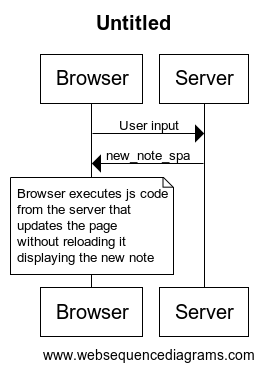 Untitled
Browser Server
User input
new_note_spa
Browser executes js code
from the server that
updates the page
without reloading it
displaying the new note
Browser Server
www.websequencediagrams.com